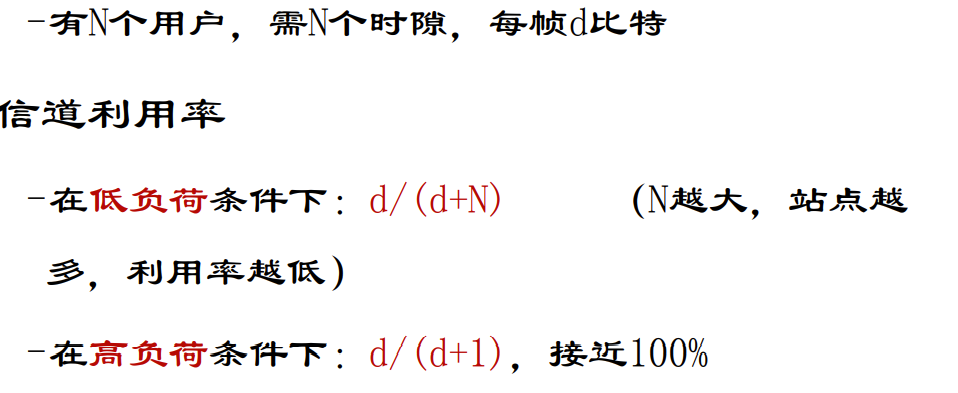 -有N个用户，需N个时隙，每帧d比特
信道利用率
-在低负荷条件下：d/(d+N) (N越大，站点越
多，利用率越低)
-在高负荷条件下：d/(d+1)，接近100%